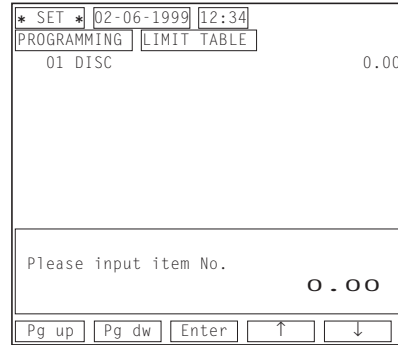 * SET * 02-06-1999 12:34
PROGRAMMING LIMIT TABLE
01 DISC 0.00
Please input item No.
0.00
Pg up Pg dw Enter ↑ ↓